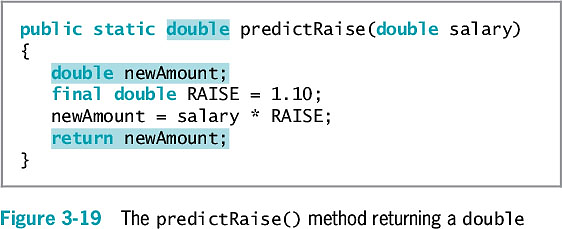 public static double predictRaise(double salary)
{
   double newAmount;
   final double RAISE = 1.10;
   newAmount = salary * RAISE;
   return newAmount;
}
Figure 3-19 The predictRaise() method returning a double